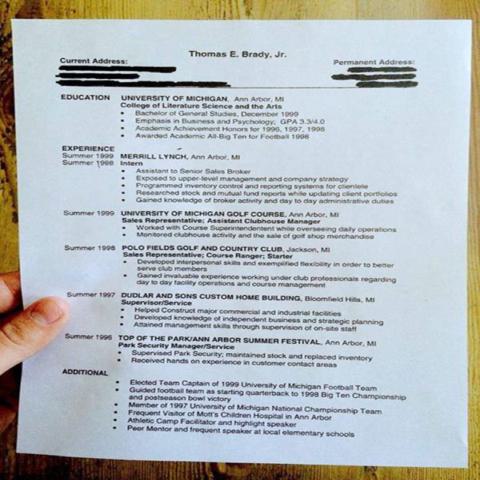 Thomas E. Brady, Jr.
Current Address: Permanent Address:
EDUCATION UNIVERSITY OF MICHIGAN, Ann Arbor, MI
College of Literature Science and the Arts
• Bachelor of General Studies, December 1999
• Emphasis in Business and Psychology; GPA 3.3/4.0
• Academic Achievement Honors for 1996, 1997, 1998
• Awarded Academic All-Big Ten for Football 1998
EXPERIENCE
Summer 1999 MERRILL LYNCH, Ann Arbor, MI
Summer 1998 Intern
• Assistant to Senior Sales Broker
• Exposed to upper-level management and company strategy
• Programmed inventory control and reporting systems for clientele
• Researched stock and mutual fund reports while updating client portfolios
• Gained knowledge of broker activity and day to day administrative duties
Summer 1999 UNIVERSITY OF MICHIGAN GOLF COURSE, Ann Arbor, MI
Sales Representative; Assistant Clubhouse Manager
• Worked with Course Superintendent while overseeing daily operations
• Monitored clubhouse activity and the sale of golf shop merchandise
Summer 1998 POLO FIELDS GOLF AND COUNTRY CLUB, Jackson, MI
Sales Representative; Course Ranger; Starter
• Developed interpersonal skills and exemplified flexibility in order to better
serve club members
• Gained invaluable experience working under club professionals regarding
day to day facility operations and course management
Summer 1997 DUDLAR AND SONS CUSTOM HOME BUILDING, Bloomfield Hills, MI
Supervisor/Service
• Helped Construct major commercial and industrial facilities
• Developed knowledge of independent business and strategic planning
• Attained management skills through supervision of on-site staff
Summer 1996 TOP OF THE PARK/ANN ARBOR SUMMER FESTIVAL, Ann Arbor, MI
Park Security Manager/Service
• Supervised Park Security; maintained stock and replaced inventory
• Received hands on experience in customer contact areas
ADDITIONAL
• Elected Team Captain of 1999 University of Michigan Football Team
• Guided football team as starting quarterback to 1998 Big Ten Championship
and postseason bowl victory
• Member of 1997 University of Michigan National Championship Team
• Frequent Visitor of Mott's Children Hospital in Ann Arbor
• Athletic Camp Facilitator and highlight speaker
• Peer Mentor and frequent speaker at local elementary schools